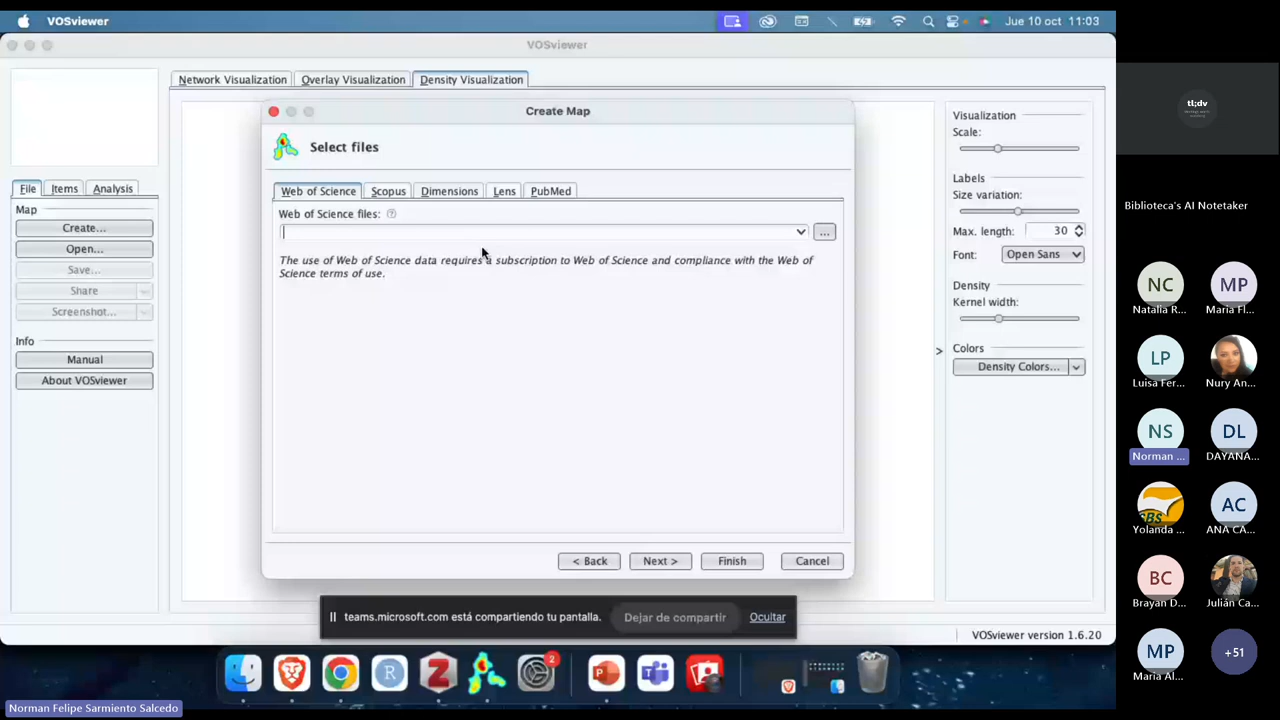 VOSviewer
Jue 10 oct 11:03
VOSviewer
Network Visualization
Overlay Visualization
Density Visualization
File
Items
Analysis
Map
Create...
Open...
Save...
Share
Screenshot...
Info
Manual
About VOSviewer
Create Map
Select files
Web of Science
Scopus
Dimensions
Lens
PubMed
Web of Science files:
...
The use of Web of Science data requires a subscription to Web of Science and compliance with the Web of
Science terms of use.
< Back
Next >
Finish
Cancel
Visualization
Scale:
Labels
Size variation:
Max. length:
30
Font:
Open Sans
Density
Kernel width:
Colors
Density Colors...
>
teams.microsoft.com está compartiendo tu pantalla.
Dejar de compartir
Ocultar
VOSviewer version 1.6.20
2
R
Z
P
Norman Felipe Sarmiento Salcedo
tl;dv
Biblioteca's AI Notetaker
NC
Natalia R...
MP
Maria Fl...
LP
Luisa Fer...
Nury An...
NS
Norman ...
DL
DAYANA...
SBS
Yolanda ...
AC
ANA CA...
BC
Brayan D...
Julián Ca...
MP
Maria Al...
+51